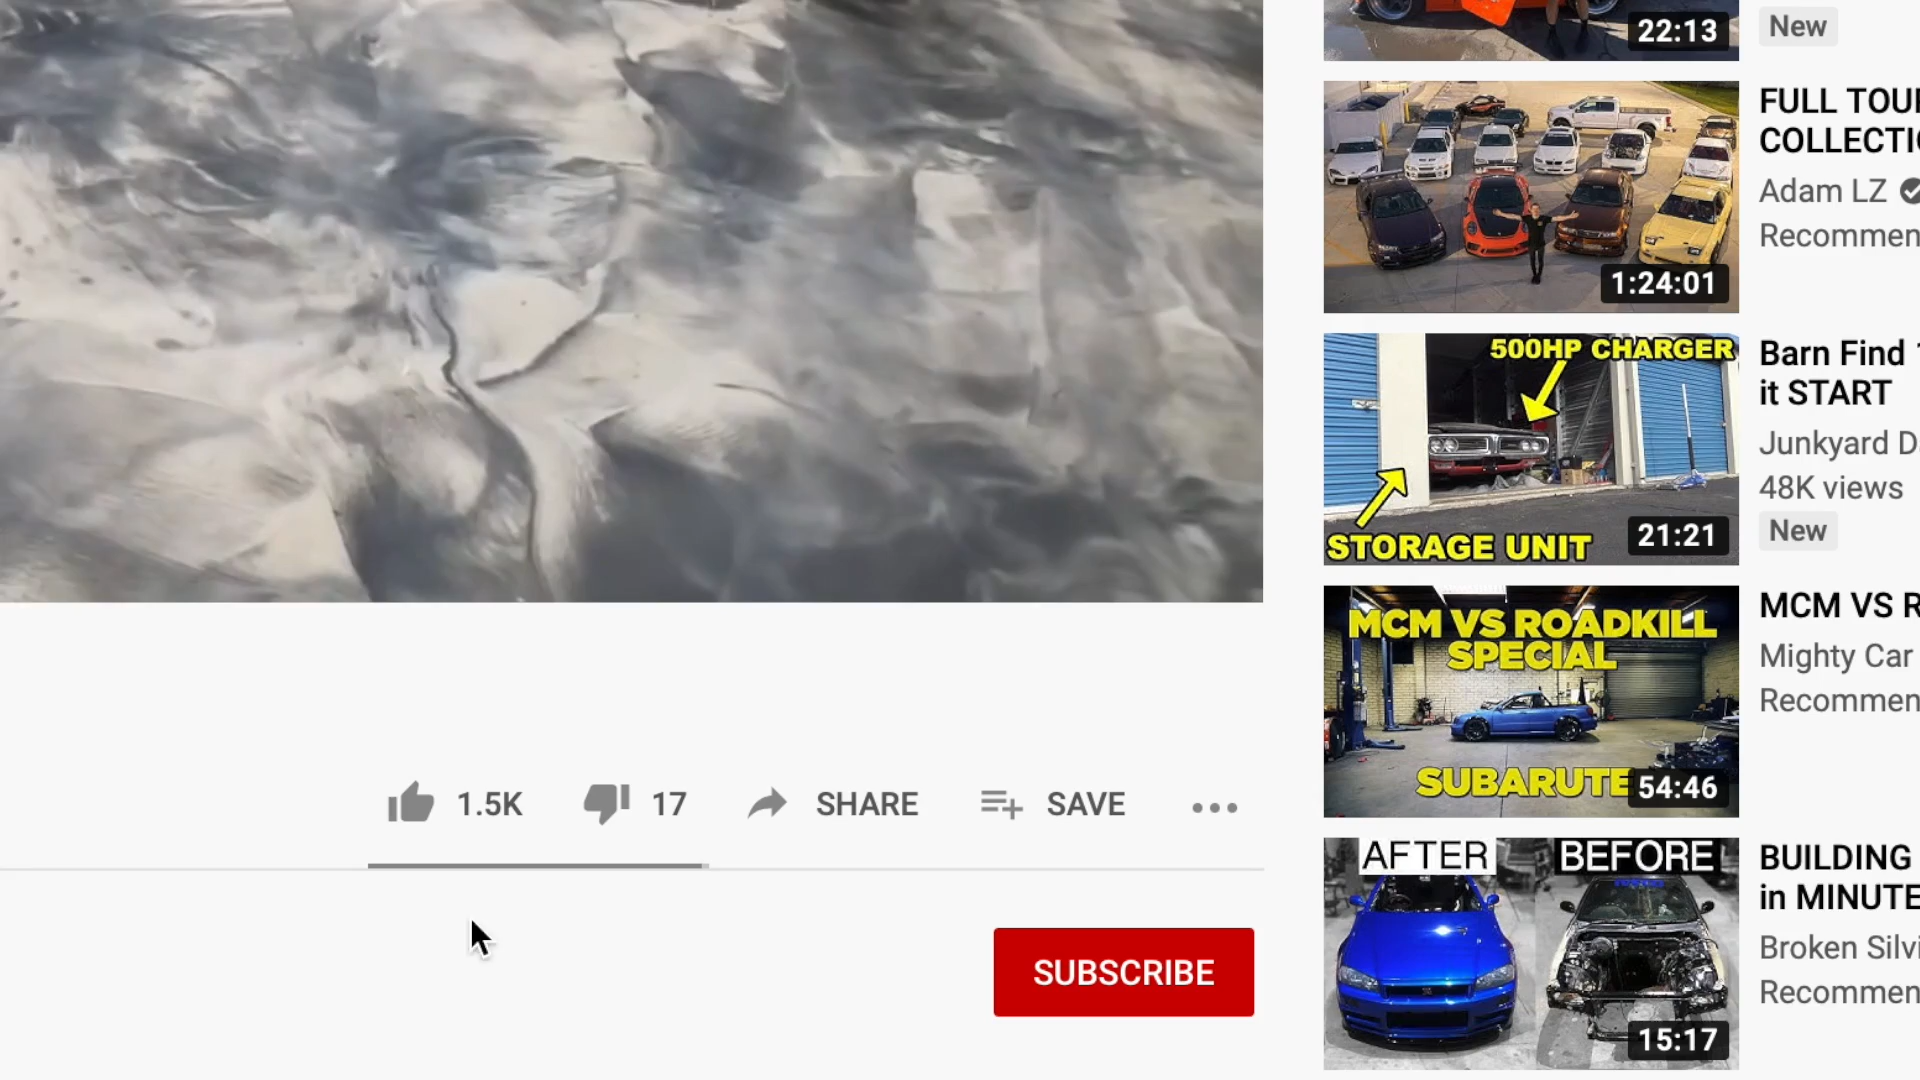 1.5K
17
SHARE
SAVE
SUBSCRIBE
22:13
New
FULL TOUR
COLLECTIO
Adam LZ
Recommen
1:24:01
500HP CHARGER
STORAGE UNIT
21:21
Barn Find
it START
Junkyard D
48K views
New
MCM VS ROADKILL
SPECIAL
SUBARUTE
54:46
MCM VS R
Mighty Car
Recommen
AFTER
BEFORE
15:17
BUILDING
in MINUTE
Broken Silvi
Recommen